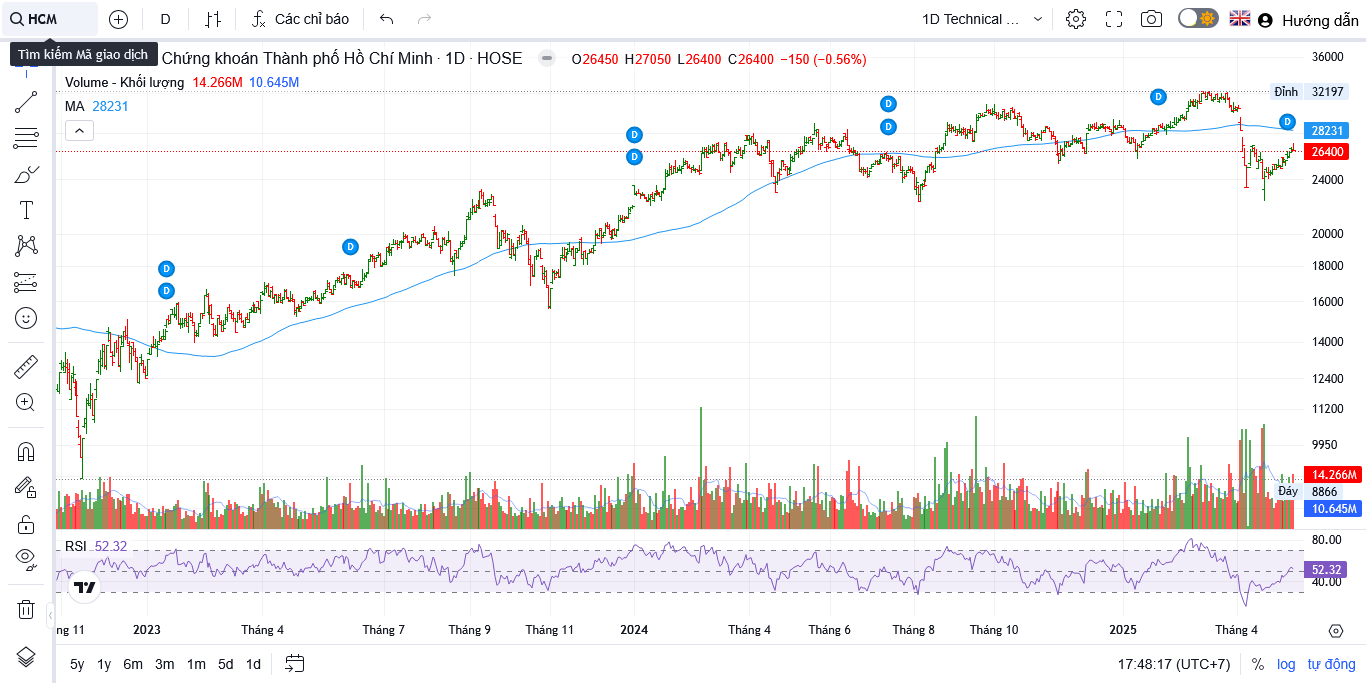 HCM D Các chỉ báo 1D Technical ... Hướng dẫn
Tìm kiếm Mã giao dịch
Chứng khoán Thành phố Hồ Chí Minh · 1D · HOSE O26450 H27050 L26400 C26400 −150 (−0.56%)
Volume - Khối lượng 14.266M 10.645M
MA 28231
36000
Đỉnh 32197
28231
26400
24000
20000
18000
16000
14000
12400
11200
9950
14.266M
Đáy 8866
10.645M
D
D
D
D
D
D
D
D
D
RSI 52.32
80.00
52.32
40.00
ng 11 2023 Tháng 4 Tháng 7 Tháng 9 Tháng 11 2024 Tháng 4 Tháng 6 Tháng 8 Tháng 10 2025 Tháng 4
5y 1y 6m 3m 1m 5d 1d 17:48:17 (UTC+7) % log tự động